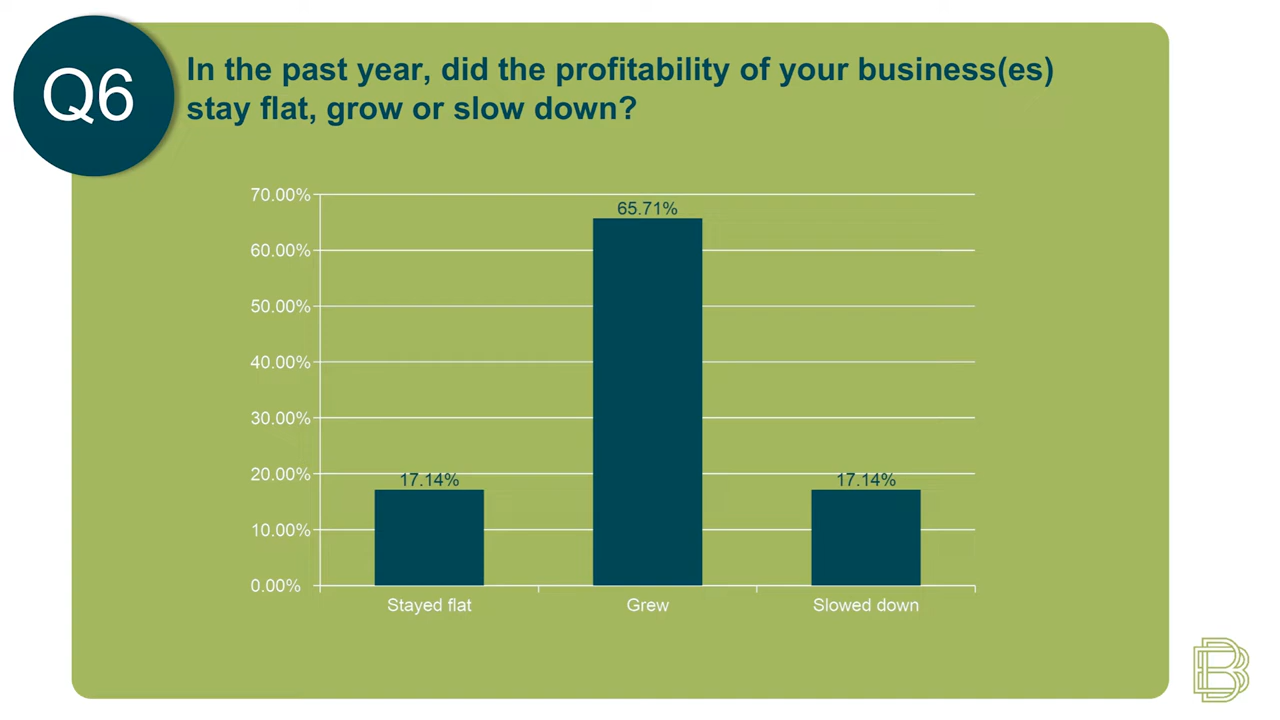 Q6
In the past year, did the profitability of your business(es)
stay flat, grow or slow down?
70.00%
60.00%
50.00%
40.00%
30.00%
20.00%
10.00%
0.00%
17.14%
65.71%
17.14%
Stayed flat
Grew
Slowed down
B